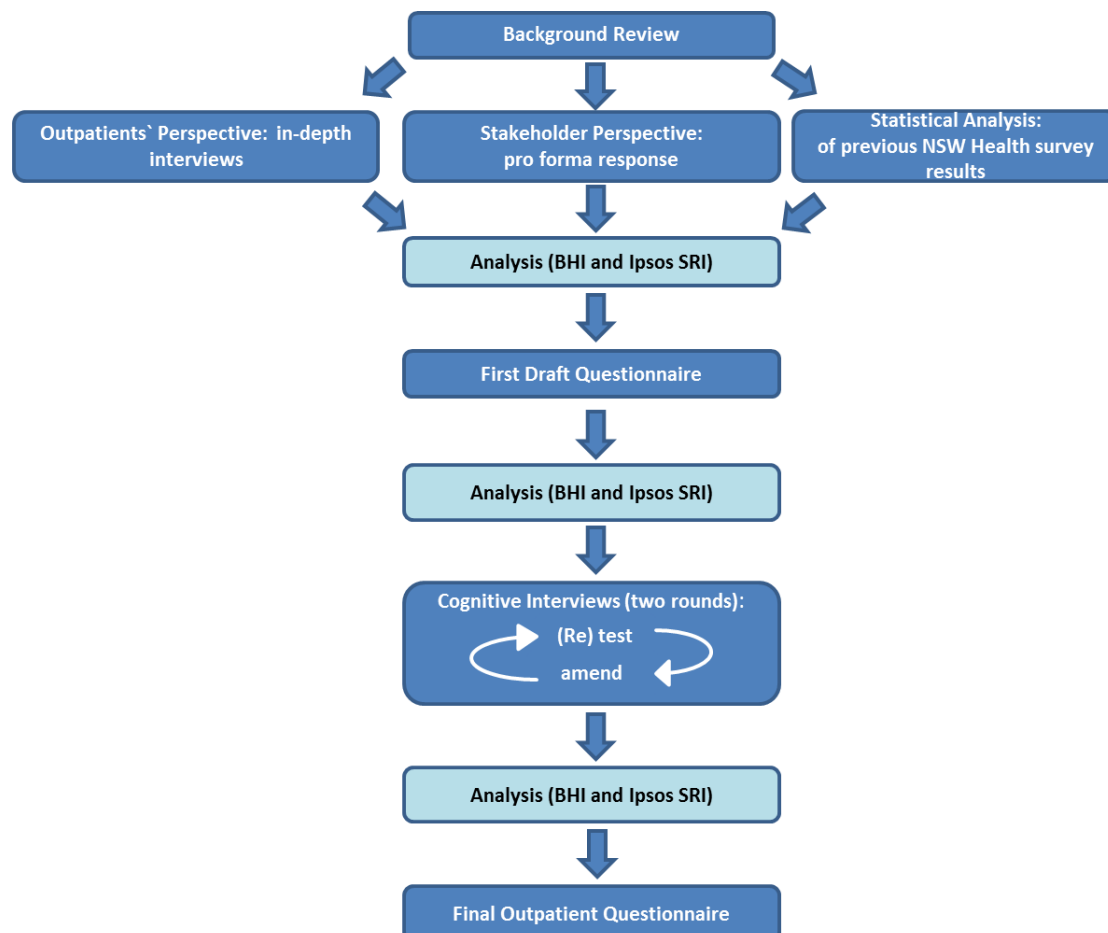 Background Review
Outpatients` Perspective: in-depth
interviews
Stakeholder Perspective:
pro forma response
Statistical Analysis:
of previous NSW Health survey
results
Analysis (BHI and Ipsos SRI)
First Draft Questionnaire
Analysis (BHI and Ipsos SRI)
Cognitive Interviews (two rounds):
(Re) test
amend
Analysis (BHI and Ipsos SRI)
Final Outpatient Questionnaire